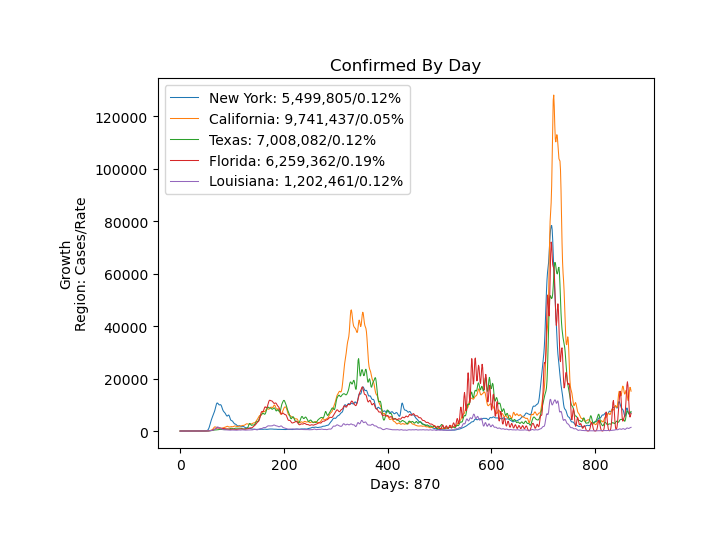 Confirmed By Day
New York: 5,499,805/0.12%
California: 9,741,437/0.05%
Texas: 7,008,082/0.12%
Florida: 6,259,362/0.19%
Louisiana: 1,202,461/0.12%
120000
100000
80000
60000
40000
20000
0
Growth
Region: Cases/Rate
0
200
400
600
800
Days: 870